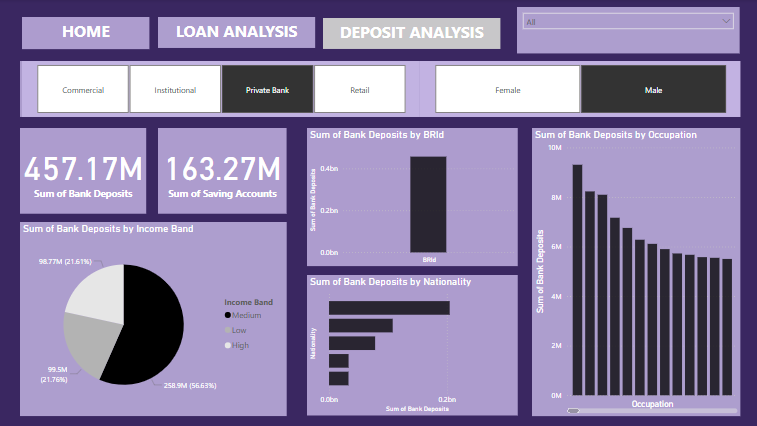 HOME
LOAN ANALYSIS
DEPOSIT ANALYSIS
All
Commercial
Institutional
Private Bank
Retail
Female
Male
457.17M
Sum of Bank Deposits
163.27M
Sum of Saving Accounts
Sum of Bank Deposits by BRId
Sum of Bank Deposits
0.4bn
0.2bn
0.0bn
BRId
Sum of Bank Deposits by Occupation
Sum of Bank Deposits
10M
8M
6M
4M
2M
0M
Occupation
Sum of Bank Deposits by Income Band
98.77M (21.61%)
99.5M
(21.76%)
258.9M (56.63%)
Income Band
Medium
Low
High
Sum of Bank Deposits by Nationality
Nationality
0.0bn
0.2bn
Sum of Bank Deposits